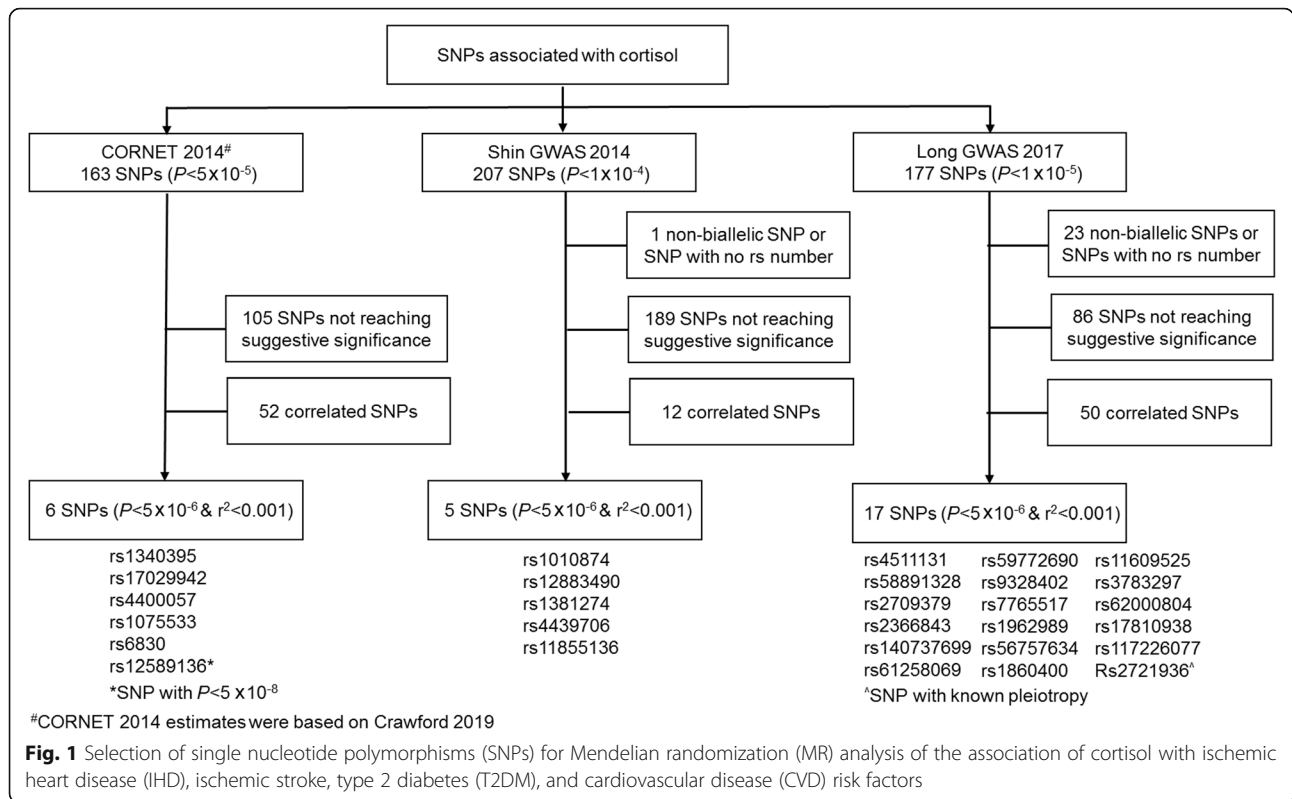 SNPs associated with cortisol
CORNET 2014#
163 SNPs (P<5x10-5)
Shin GWAS 2014
207 SNPs (P<1x10-4)
Long GWAS 2017
177 SNPs (P<1x10-5)
1 non-biallelic SNP or
SNP with no rs number
23 non-biallelic SNPs or
SNPs with no rs number
105 SNPs not reaching
suggestive significance
189 SNPs not reaching
suggestive significance
86 SNPs not reaching
suggestive significance
52 correlated SNPs
12 correlated SNPs
50 correlated SNPs
6 SNPs (P<5x10-6 & r2<0.001)
5 SNPs (P<5x10-6 & r2<0.001)
17 SNPs (P<5x10-6 & r2<0.001)
rs1340395
rs17029942
rs4400057
rs1075533
rs6830
rs12589136*
*SNP with P<5 x10-8
rs1010874
rs12883490
rs1381274
rs4439706
rs11855136
rs4511131 rs59772690 rs11609525
rs58891328 rs9328402 rs3783297
rs2709379 rs7765517 rs62000804
rs2366843 rs1962989 rs17810938
rs140737699 rs56757634 rs117226077
rs61258069 rs1860400 Rs2721936^
^SNP with known pleiotropy
#CORNET 2014 estimates were based on Crawford 2019
Fig. 1 Selection of single nucleotide polymorphisms (SNPs) for Mendelian randomization (MR) analysis of the association of cortisol with ischemic
heart disease (IHD), ischemic stroke, type 2 diabetes (T2DM), and cardiovascular disease (CVD) risk factors